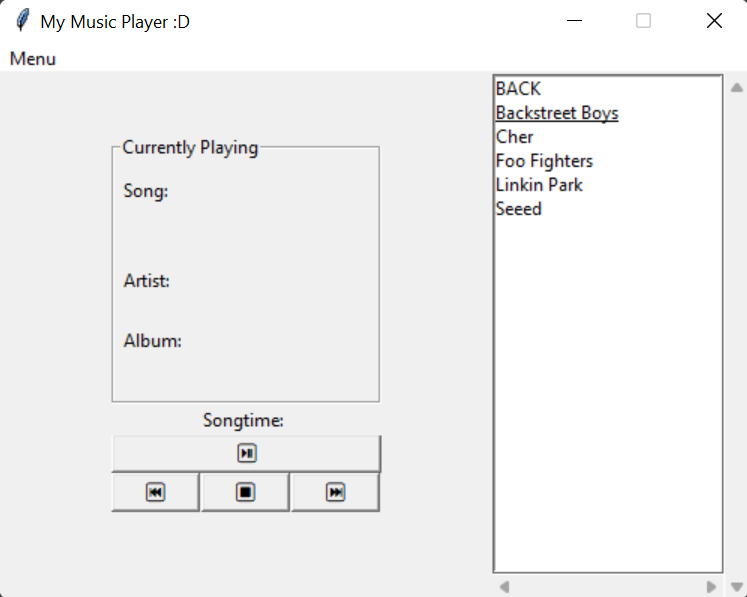 My Music Player :D
Menu
Currently Playing
Song:
Artist:
Album:
Songtime:
BACK
Backstreet Boys
Cher
Foo Fighters
Linkin Park
Seeed